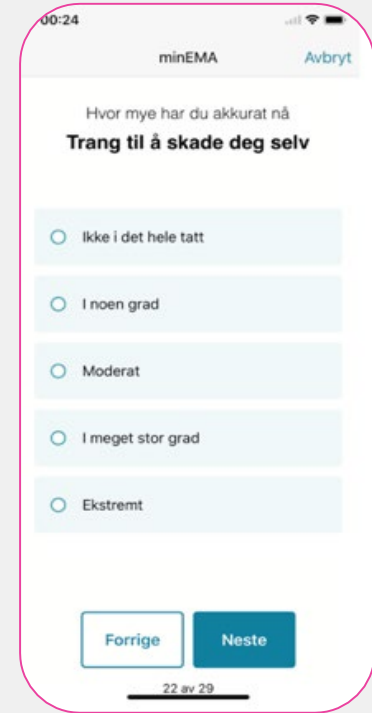 00:24
minEMA
Avbryt
Hvor mye har du akkurat nå
Trang til å skade deg selv
Ikke i det hele tatt
I noen grad
Moderat
I meget stor grad
Ekstremt
Forrige
Neste
22 av 29